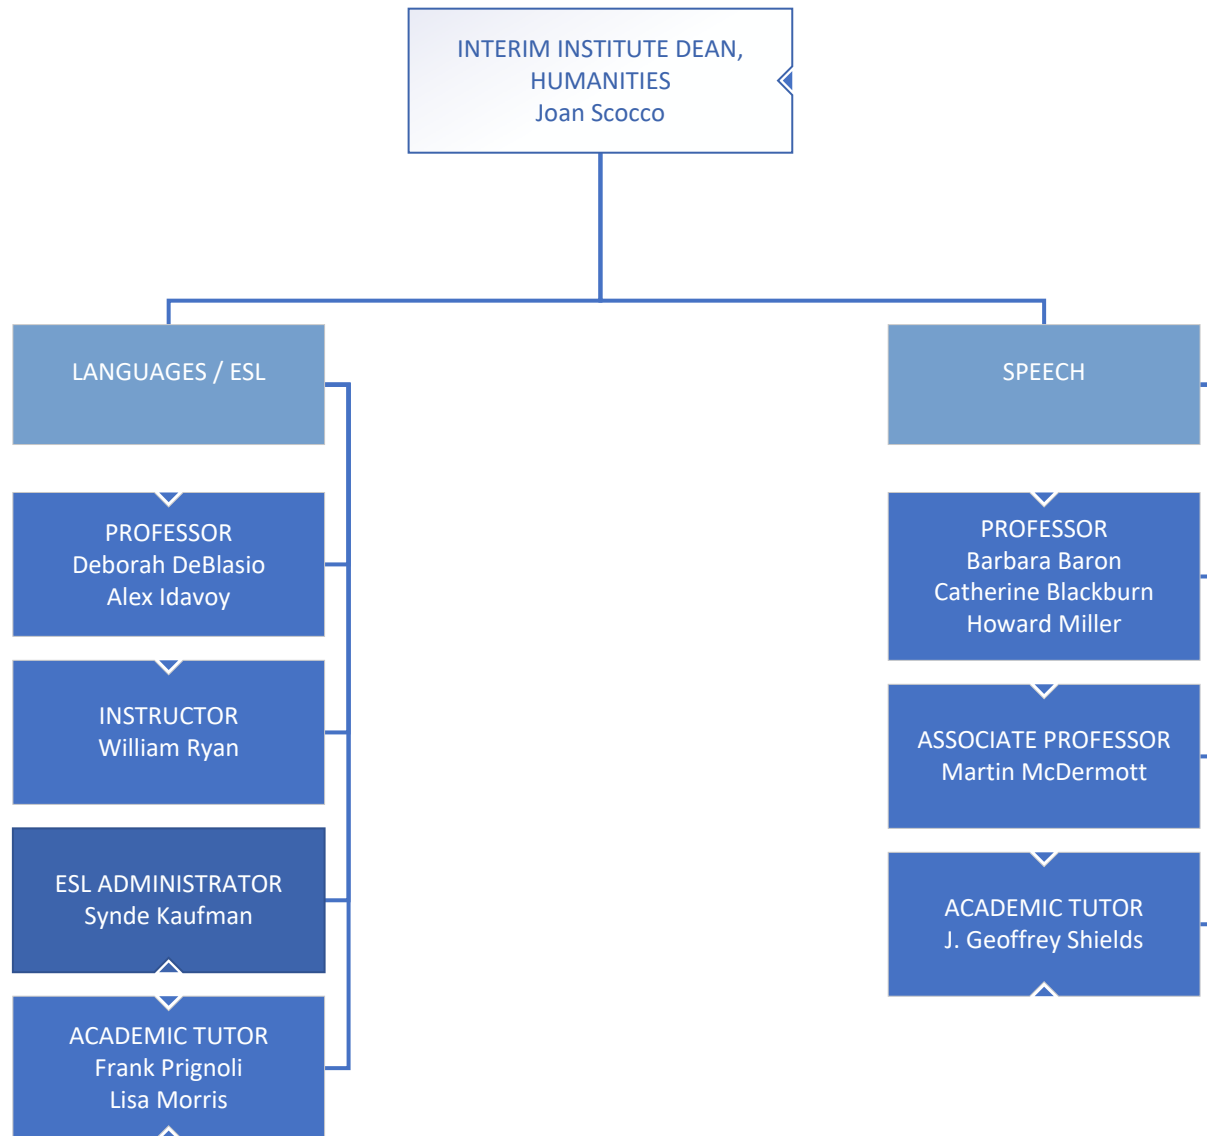 INTERIM INSTITUTE DEAN,
HUMANITIES
Joan Scocco
LANGUAGES / ESL
PROFESSOR
Deborah DeBlasio
Alex Idavoy
INSTRUCTOR
William Ryan
ESL ADMINISTRATOR
Synde Kaufman
ACADEMIC TUTOR
Frank Prignoli
Lisa Morris
SPEECH
PROFESSOR
Barbara Baron
Catherine Blackburn
Howard Miller
ASSOCIATE PROFESSOR
Martin McDermott
ACADEMIC TUTOR
J. Geoffrey Shields